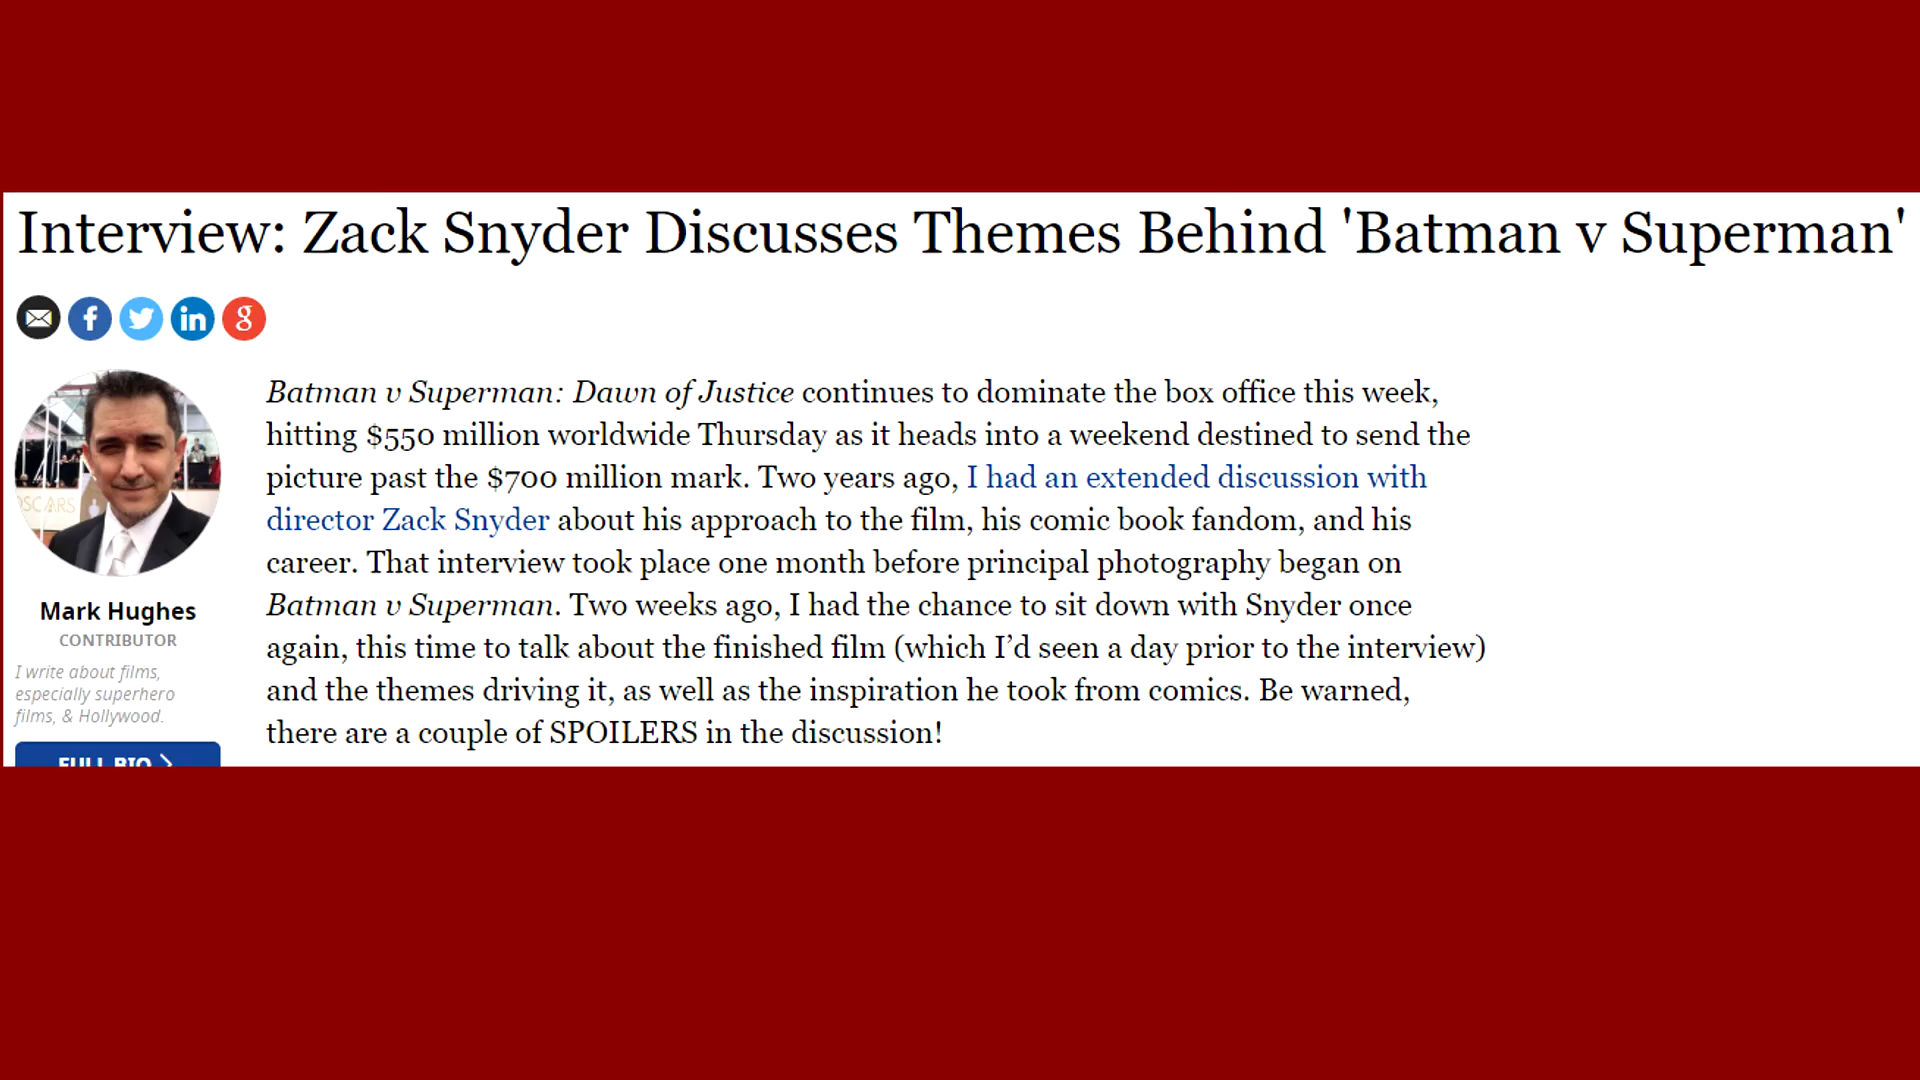 Interview: Zack Snyder Discusses Themes Behind 'Batman v Superman'
Batman v Superman: Dawn of Justice continues to dominate the box office this week,
hitting $550 million worldwide Thursday as it heads into a weekend destined to send the
picture past the $700 million mark. Two years ago, I had an extended discussion with
director Zack Snyder about his approach to the film, his comic book fandom, and his
career. That interview took place one month before principal photography began on
Batman v Superman. Two weeks ago, I had the chance to sit down with Snyder once
again, this time to talk about the finished film (which I’d seen a day prior to the interview)
and the themes driving it, as well as the inspiration he took from comics. Be warned,
there are a couple of SPOILERS in the discussion!
OSCARS
Mark Hughes
CONTRIBUTOR
I write about films,
especially superhero
films, & Hollywood.
FULL BIO